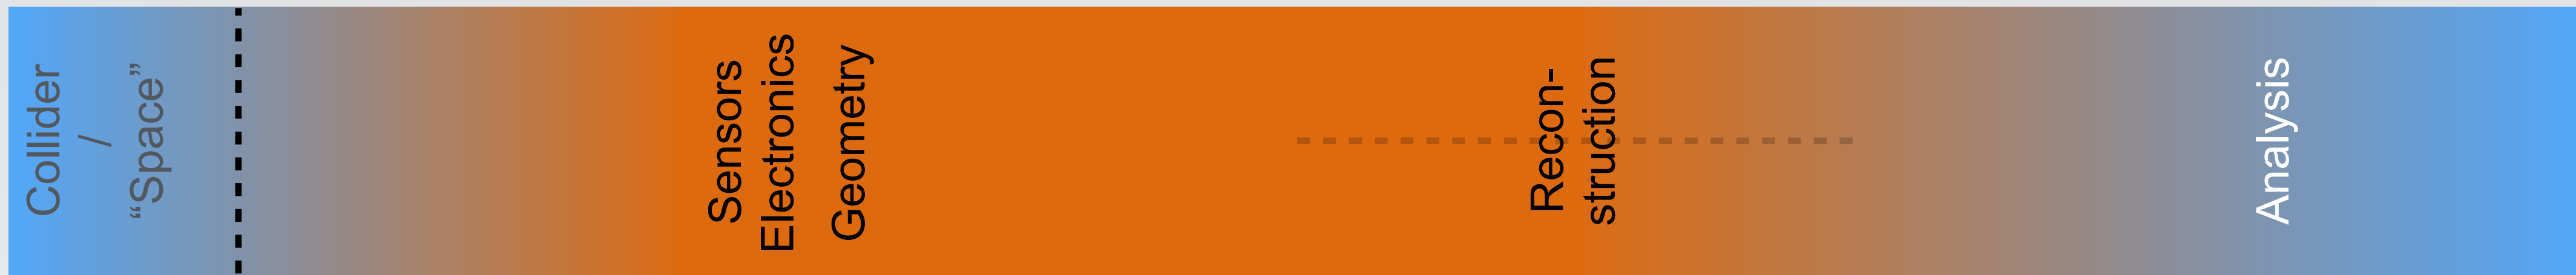 Collider
/
“Space”
Sensors
Electronics
Geometry
Recon-
struction
Analysis